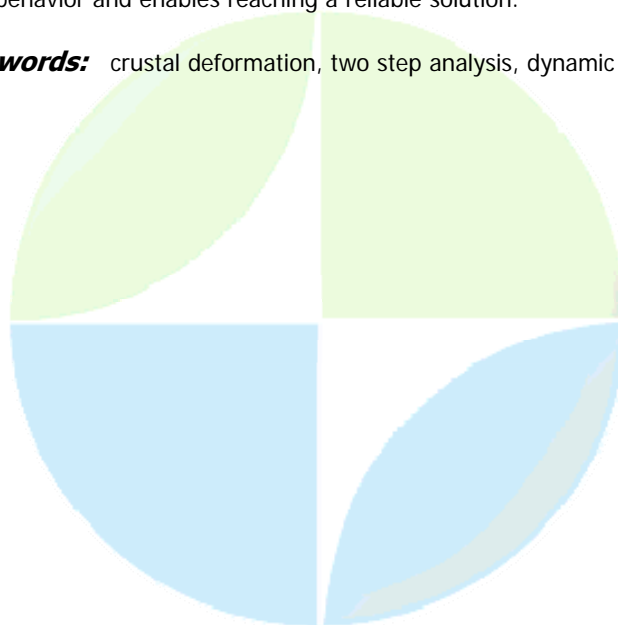 behavior and enables reaching a reliable solution.
words: crustal deformation, two step analysis, dynamic